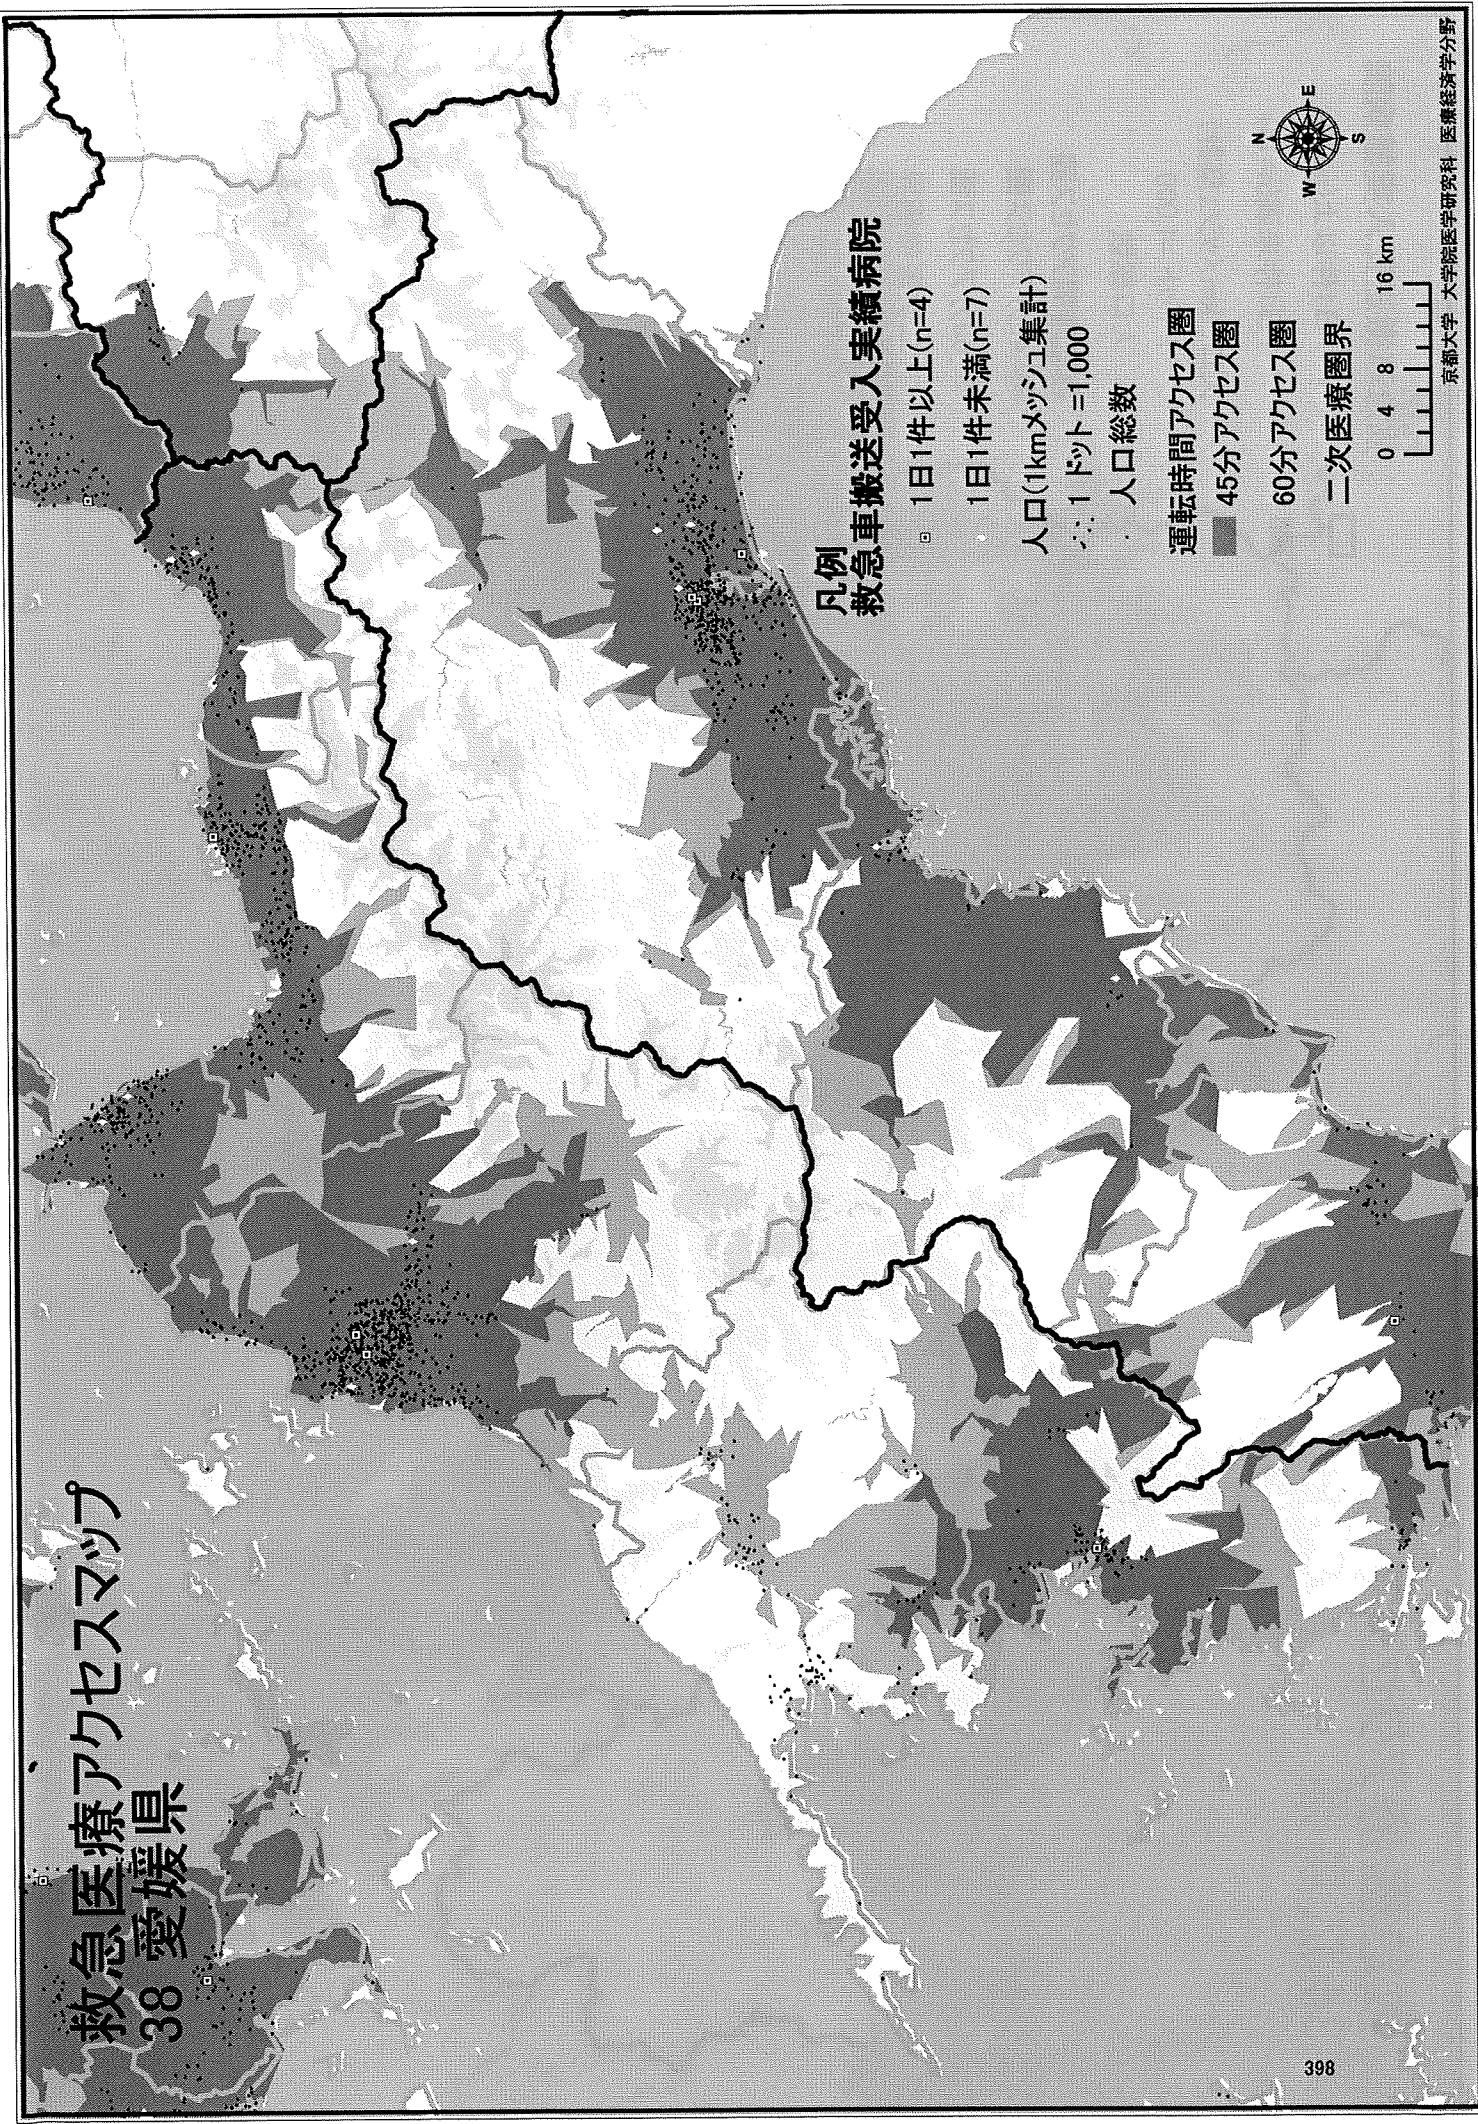 救急医療アクセスマップ
38 愛媛県
凡例
救急車搬送受入実績病院
1日1件以上(n=4)
1日1件未満(n=7)
人口(1kmメッシュ集計)
1 ドット=1,000
人口総数
運転時間アクセス圏
45分アクセス圏
60分アクセス圏
二次医療圏界
0 4 8 16 km
N
W E
S
京都大学 大学院医学研究科 医療経済学分野
398